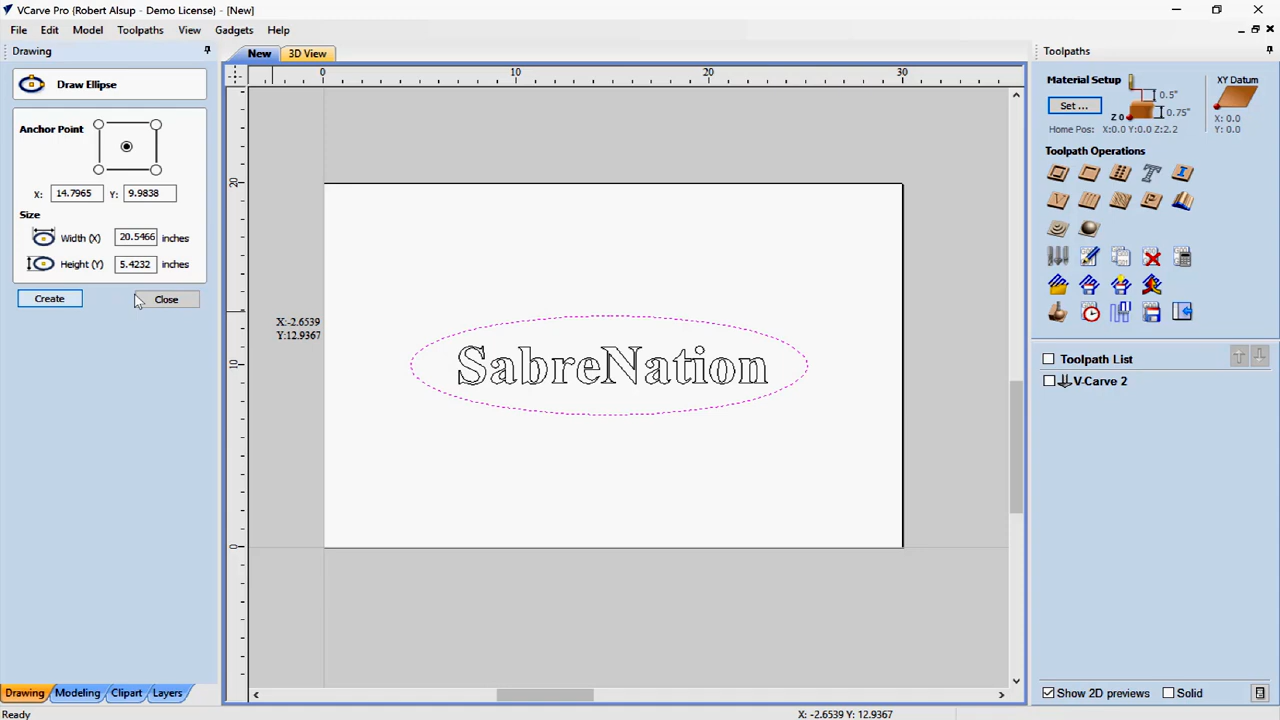 VCarve Pro {Robert Alsup - Demo License} - [New]
File Edit Model Toolpaths View Gadgets Help
Drawing
Draw Ellipse
Anchor Point
X: 14.7965 Y: 9.9838
Size
Width (X) 20.5466 inches
Height (Y) 5.4232 inches
Create Close
Drawing Modeling Clipart Layers
Ready
New 3D View
0 10 20 30
20
10
0
X:-2.6539
Y:12.9367
SabreNation
X: -2.6539 Y: 12.9367
Toolpaths
Material Setup
Set ...
0.5"
0.75"
Z 0
Home Pos: X:0.0 Y:0.0 Z:2.2
XY Datum
X: 0.0
Y: 0.0
Toolpath Operations
Toolpath List
V-Carve 2
Show 2D previews Solid